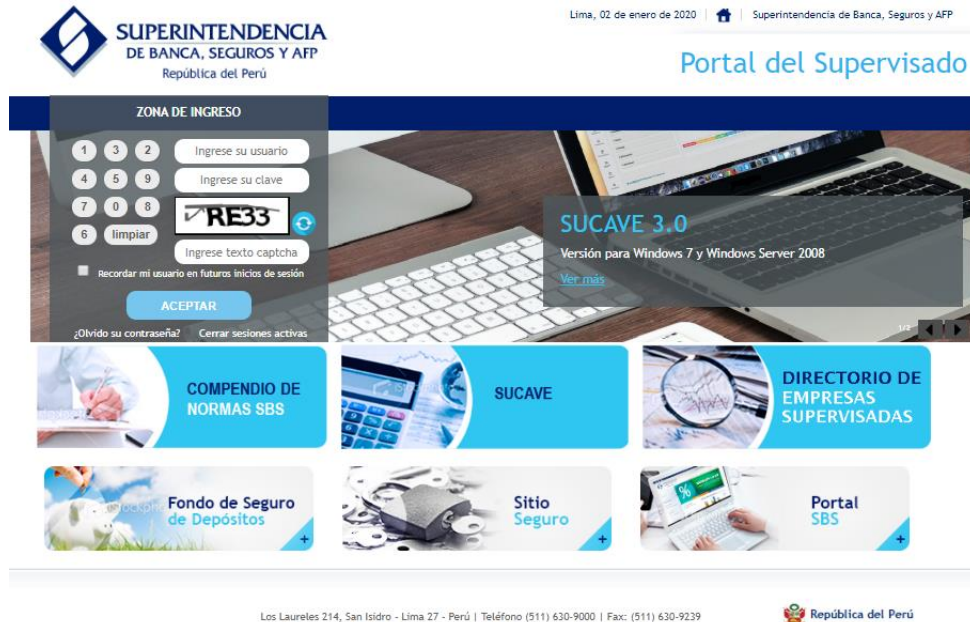 SUPERINTENDENCIA
DE BANCA, SEGUROS Y AFP
República del Perú
Lima, 02 de enero de 2020 | Superintendencia de Banca, Seguros y AFP
Portal del Supervisado
ZONA DE INGRESO
1 3 2 Ingrese su usuario
4 5 9 Ingrese su clave
7 0 8 RE33
6 limpiar Ingrese texto captcha
Recordar mi usuario en futuros inicios de sesión
ACEPTAR
¿Olvido su contraseña? Cerrar sesiones activas
SUCAVE 3.0
Versión para Windows 7 y Windows Server 2008
Ver más
1/2
COMPENDIO DE
NORMAS SBS
SUCAVE
DIRECTORIO DE
EMPRESAS
SUPERVISADAS
Fondo de Seguro
de Depósitos
+
Sitio
Seguro
+
Portal
SBS
+
Los Laureles 214, San Isidro - Lima 27 - Perú | Teléfono (511) 630-9000 | Fax: (511) 630-9239
República del Perú